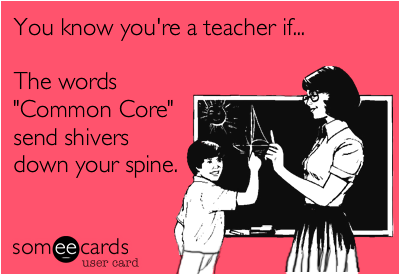 You know you're a teacher if...
The words
"Common Core"
send shivers
down your spine.
someecards
user card